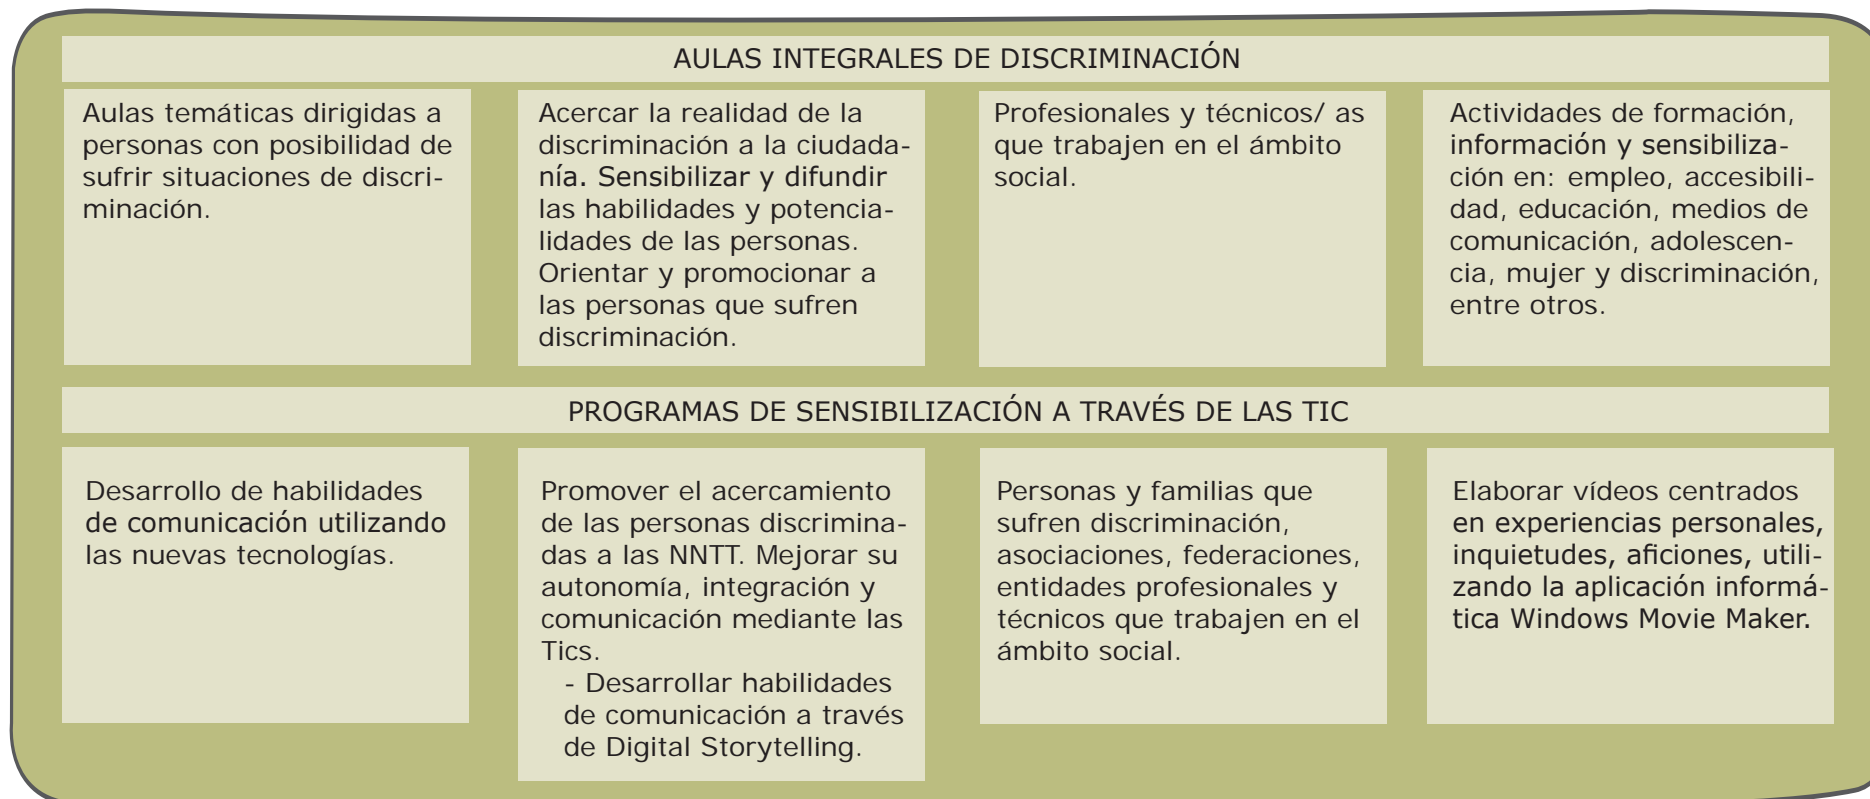 AULAS INTEGRALES DE DISCRIMINACIÓN
Aulas temáticas dirigidas a
personas con posibilidad de
sufrir situaciones de discri-
minación.
Acercar la realidad de la
discriminación a la ciudada-
nía. Sensibilizar y difundir
las habilidades y potencia-
lidades de las personas.
Orientar y promocionar a
las personas que sufren
discriminación.
Profesionales y técnicos/ as
que trabajen en el ámbito
social.
Actividades de formación,
información y sensibiliza-
ción en: empleo, accesibili-
dad, educación, medios de
comunicación, adolescen-
cia, mujer y discriminación,
entre otros.
PROGRAMAS DE SENSIBILIZACIÓN A TRAVÉS DE LAS TIC
Desarrollo de habilidades
de comunicación utilizando
las nuevas tecnologías.
Promover el acercamiento
de las personas discrimina-
das a las NNTT. Mejorar su
autonomía, integración y
comunicación mediante las
Tics.
- Desarrollar habilidades
de comunicación a través
de Digital Storytelling.
Personas y familias que
sufren discriminación,
asociaciones, federaciones,
entidades profesionales y
técnicos que trabajen en el
ámbito social.
Elaborar vídeos centrados
en experiencias personales,
inquietudes, aficiones, utili-
zando la aplicación informá-
tica Windows Movie Maker.